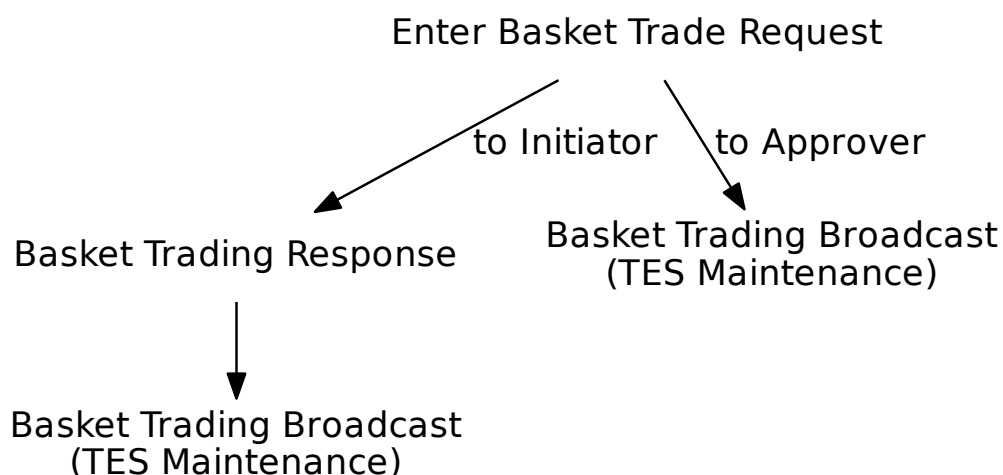 Enter Basket Trade Request
to Initiator
to Approver
Basket Trading Response
Basket Trading Broadcast
(TES Maintenance)
Basket Trading Broadcast
(TES Maintenance)